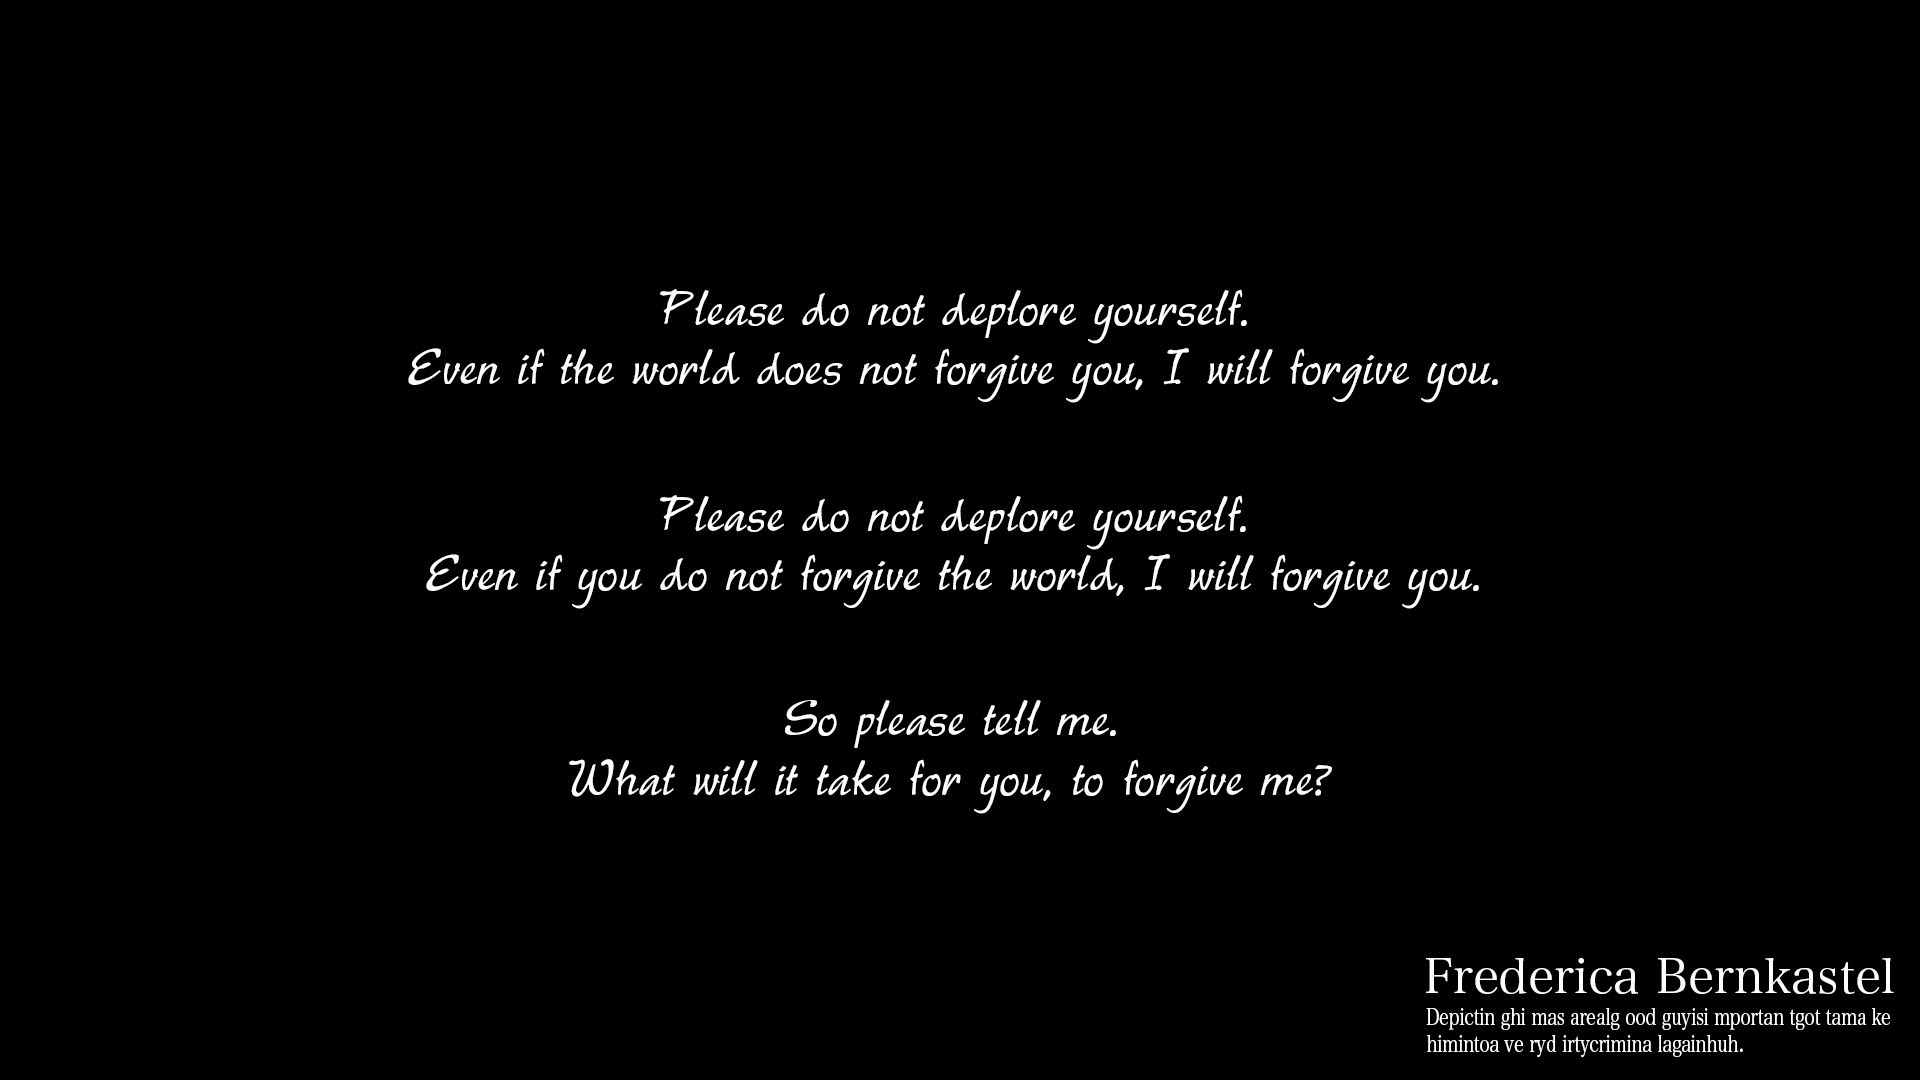 Please do not deplore yourself.
Even if the world does not forgive you, I will forgive you.
Please do not deplore yourself.
Even if you do not forgive the world, I will forgive you.
So please tell me.
What will it take for you, to forgive me?
Frederica Bernkastel
Depictin ghi mas arealg ood guyisi mportan tgot tama ke
himintoa ve ryd irtycrimina lagainhuh.